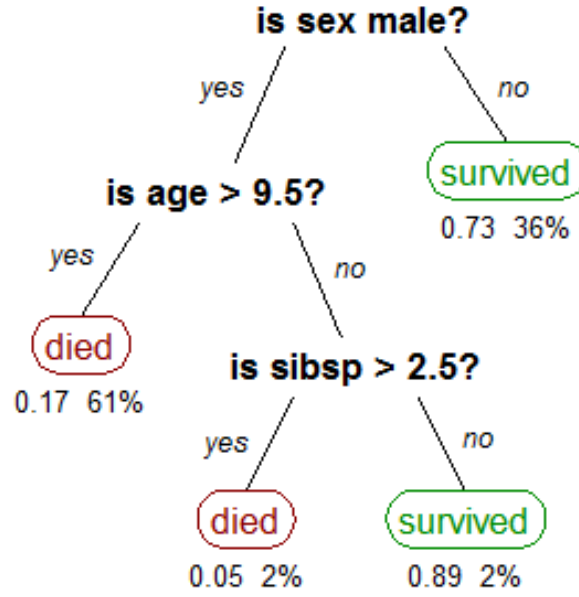 is sex male?
yes
no
survived
0.73 36%
is age > 9.5?
yes
no
died
0.17 61%
is sibsp > 2.5?
yes
no
died
survived
0.05 2%
0.89 2%